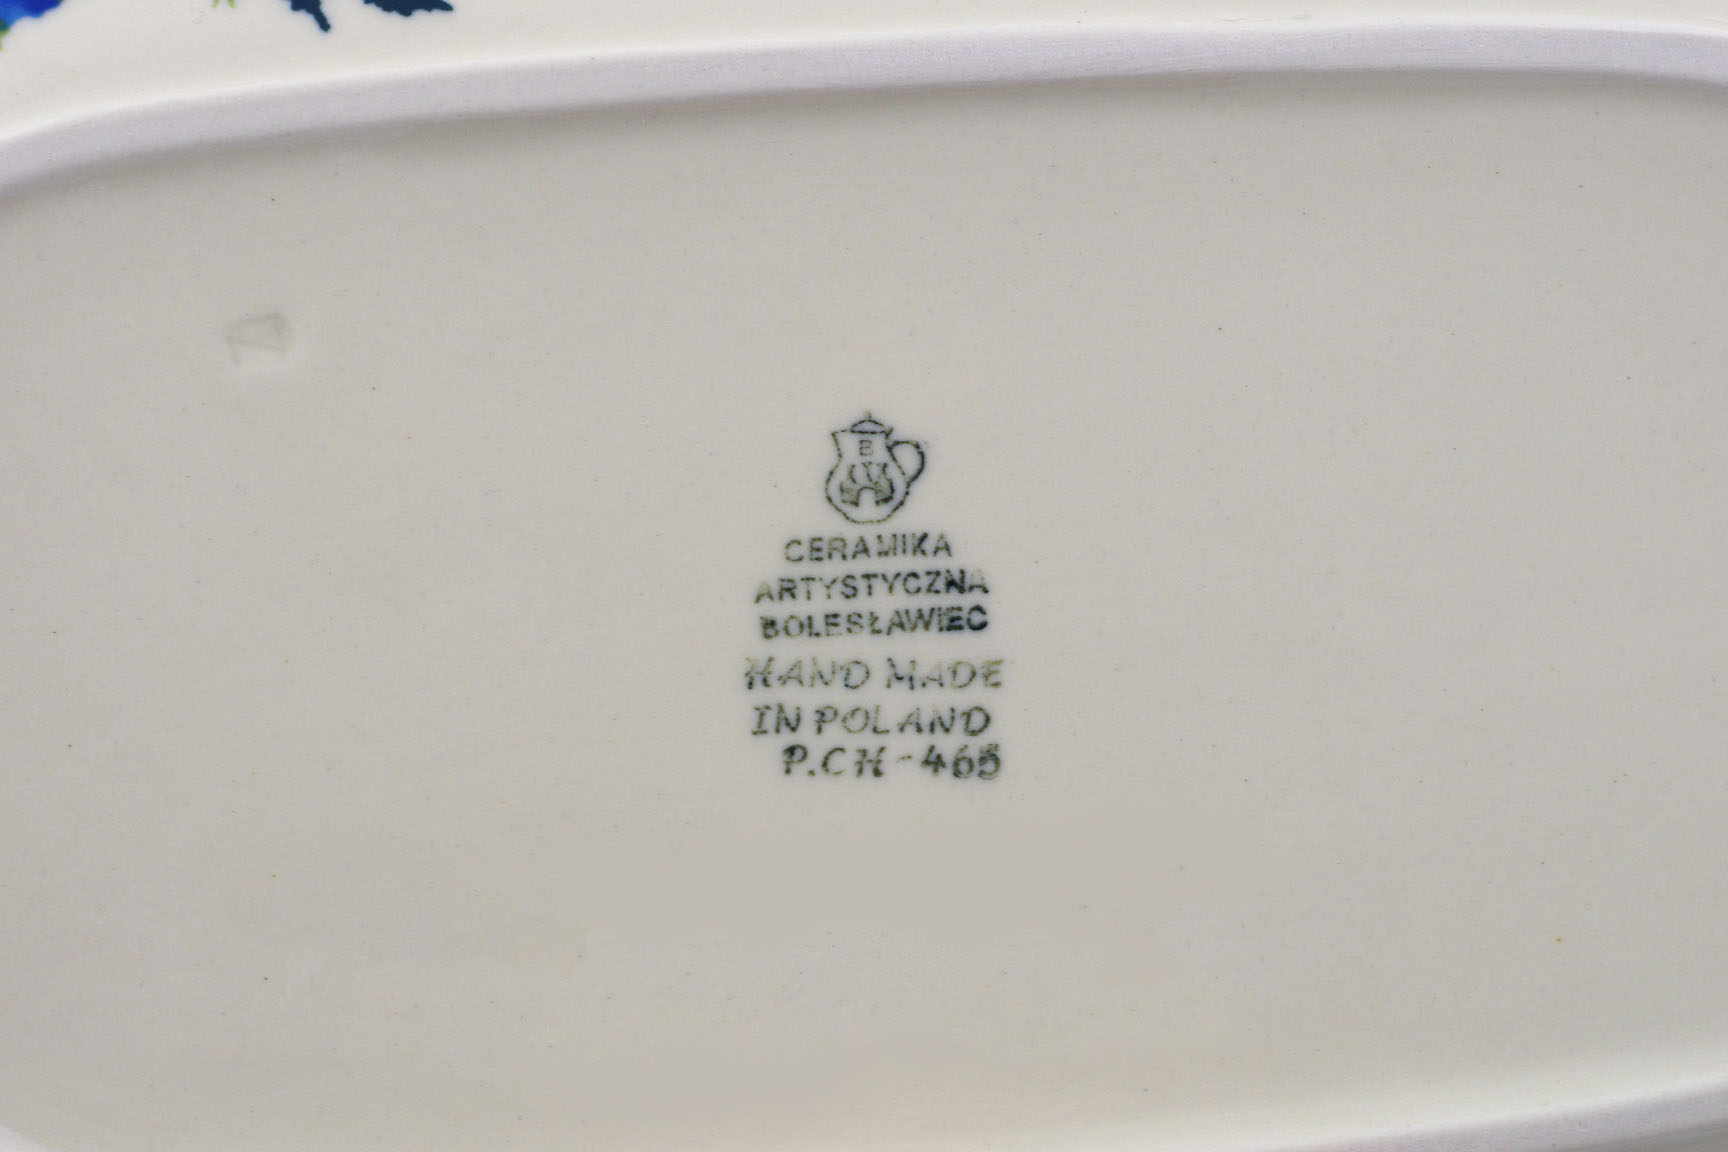 B
CERAMIKA
ARTYSTYCZNA
BOLESŁAWIEC
HAND MADE
IN POLAND
P.CH-465